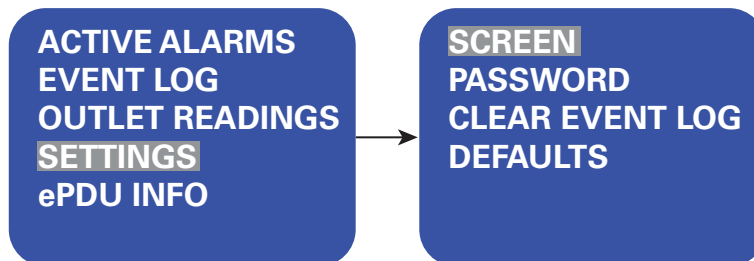 ACTIVE ALARMS
EVENT LOG
OUTLET READINGS
SETTINGS
ePDU INFO
SCREEN
PASSWORD
CLEAR EVENT LOG
DEFAULTS